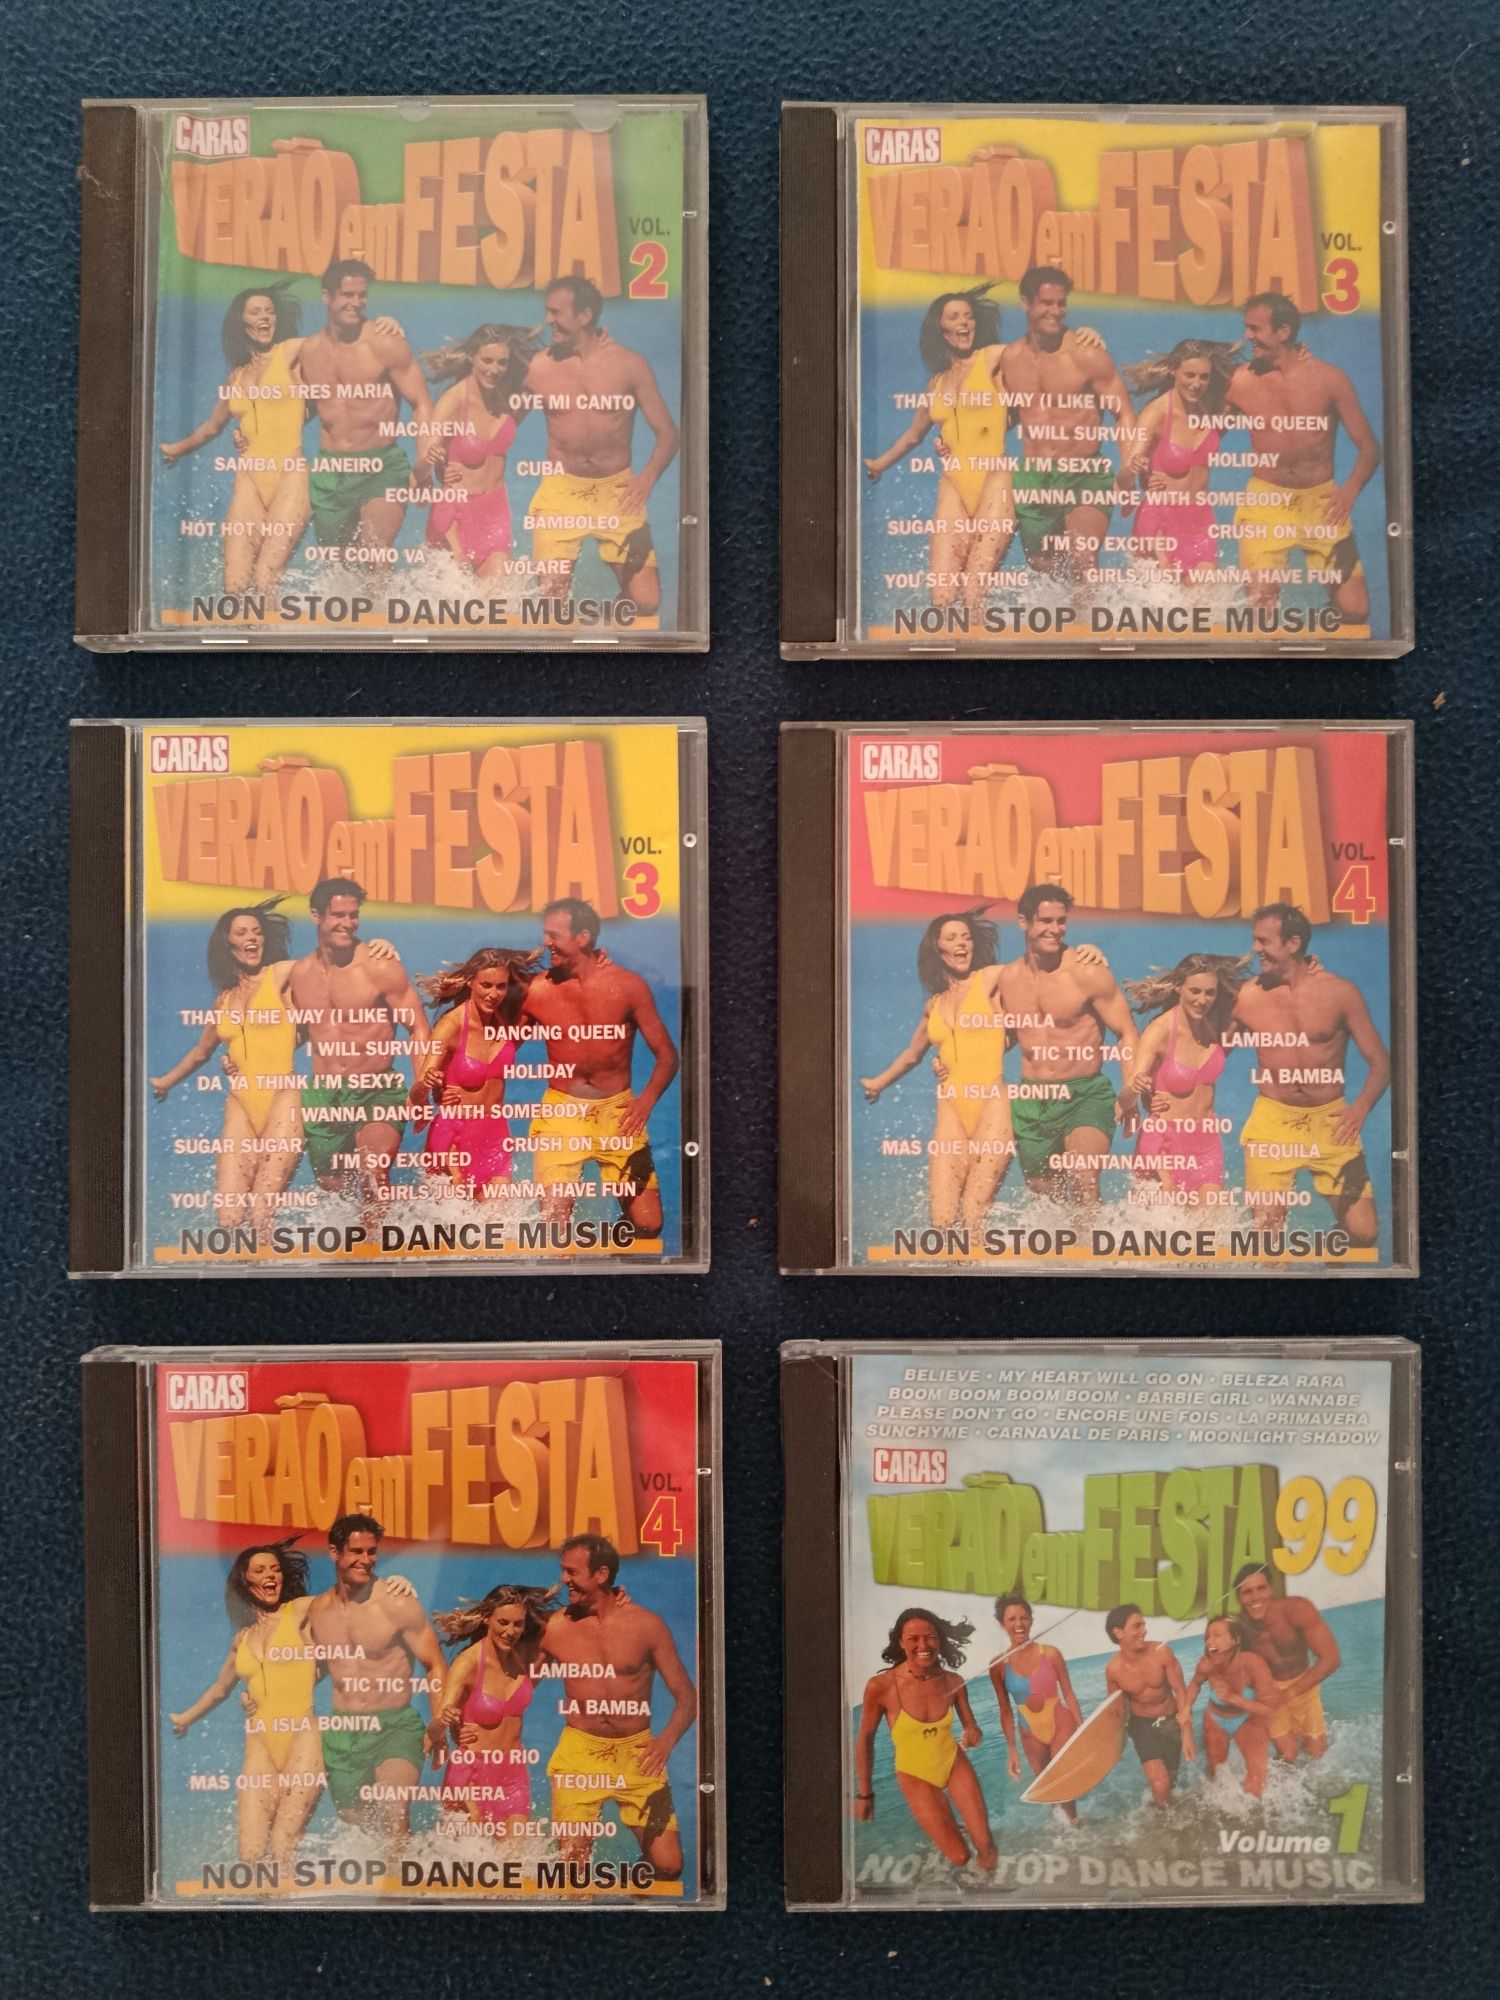 CARAS
VERÃO em FESTA
VOL. 2
UN DOS TRES MARIA
OYE MI CANTO
MACARENA
SAMBA DE JANEIRO
CUBA
ECUADOR
HOT HOT HOT
BAMBOLEO
OYE COMO VA
VOLARE
NON STOP DANCE MUSIC
CARAS
VERÃO em FESTA
VOL. 3
THAT'S THE WAY (I LIKE IT)
DANCING QUEEN
I WILL SURVIVE
DA YA THINK I'M SEXY?
HOLIDAY
I WANNA DANCE WITH SOMEBODY
SUGAR SUGAR
CRUSH ON YOU
I'M SO EXCITED
YOU SEXY THING
GIRLS JUST WANNA HAVE FUN
NON STOP DANCE MUSIC
CARAS
VERÃO em FESTA
VOL. 3
THAT'S THE WAY (I LIKE IT)
DANCING QUEEN
I WILL SURVIVE
HOLIDAY
DA YA THINK I'M SEXY?
I WANNA DANCE WITH SOMEBODY
SUGAR SUGAR
CRUSH ON YOU
I'M SO EXCITED
YOU SEXY THING
GIRLS JUST WANNA HAVE FUN
NON STOP DANCE MUSIC
CARAS
VERÃO em FESTA
VOL. 4
COLEGIALA
LAMBADA
TIC TIC TAC
LA BAMBA
LA ISLA BONITA
I GO TO RIO
MAS QUE NADA
TEQUILA
GUANTANAMERA
LATINOS DEL MUNDO
NON STOP DANCE MUSIC
CARAS
VERÃO em FESTA
VOL. 4
COLEGIALA
LAMBADA
TIC TIC TAC
LA BAMBA
LA ISLA BONITA
I GO TO RIO
MAS QUE NADA
TEQUILA
GUANTANAMERA
LATINOS DEL MUNDO
NON STOP DANCE MUSIC
BELIEVE • MY HEART WILL GO ON • BELEZA RARA
BOOM BOOM BOOM BOOM • BARBIE GIRL • WANNABE
PLEASE DON'T GO • ENCORE UNE FOIS • LA PRIMAVERA
SUNCHYME • CARNAVAL DE PARIS • MOONLIGHT SHADOW
CARAS
VERÃO em FESTA 99
Volume 1
NON STOP DANCE MUSIC